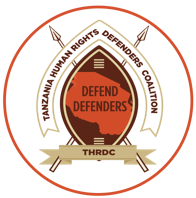 TANZANIA HUMAN RIGHTS DEFENDERS COALITION
DEFEND
DEFENDERS
THRDC